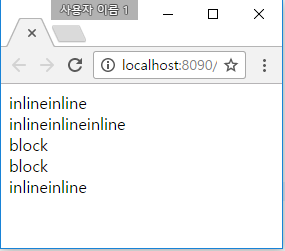 사용자 이름 1
localhost:8090/
inlineinline
inlineinlineinline
block
block
inlineinline